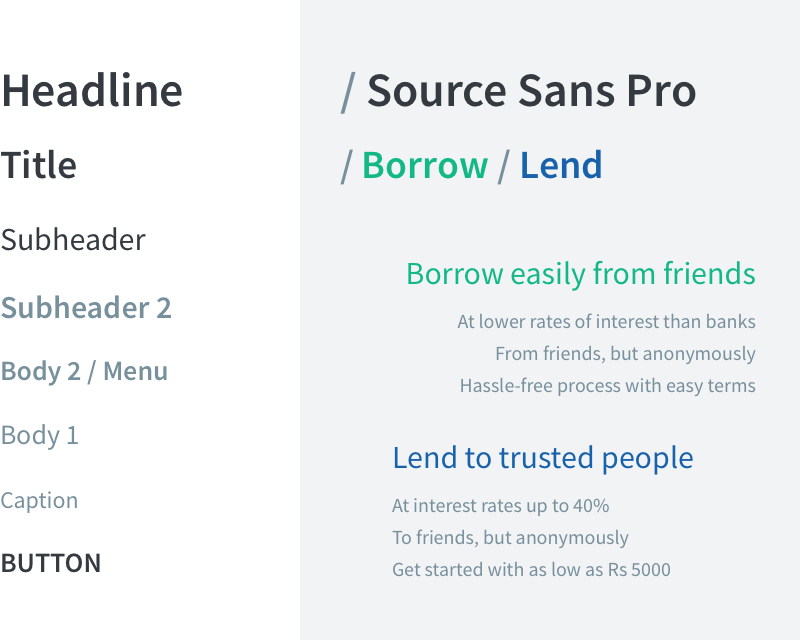 Headline
Title
Subheader
Subheader 2
Body 2 / Menu
Body 1
Caption
BUTTON
/ Source Sans Pro
/ Borrow / Lend
Borrow easily from friends
At lower rates of interest than banks
From friends, but anonymously
Hassle-free process with easy terms
Lend to trusted people
At interest rates up to 40%
To friends, but anonymously
Get started with as low as Rs 5000